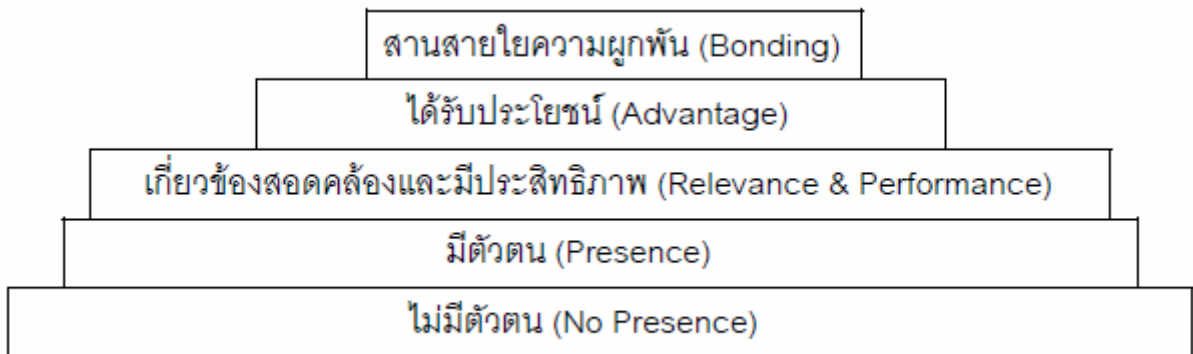 สานสายใยความผูกพัน (Bonding)
ได้รับประโยชน์ (Advantage)
เกี่ยวข้องสอดคล้องและมีประสิทธิภาพ (Relevance & Performance)
มีตัวตน (Presence)
ไม่มีตัวตน (No Presence)